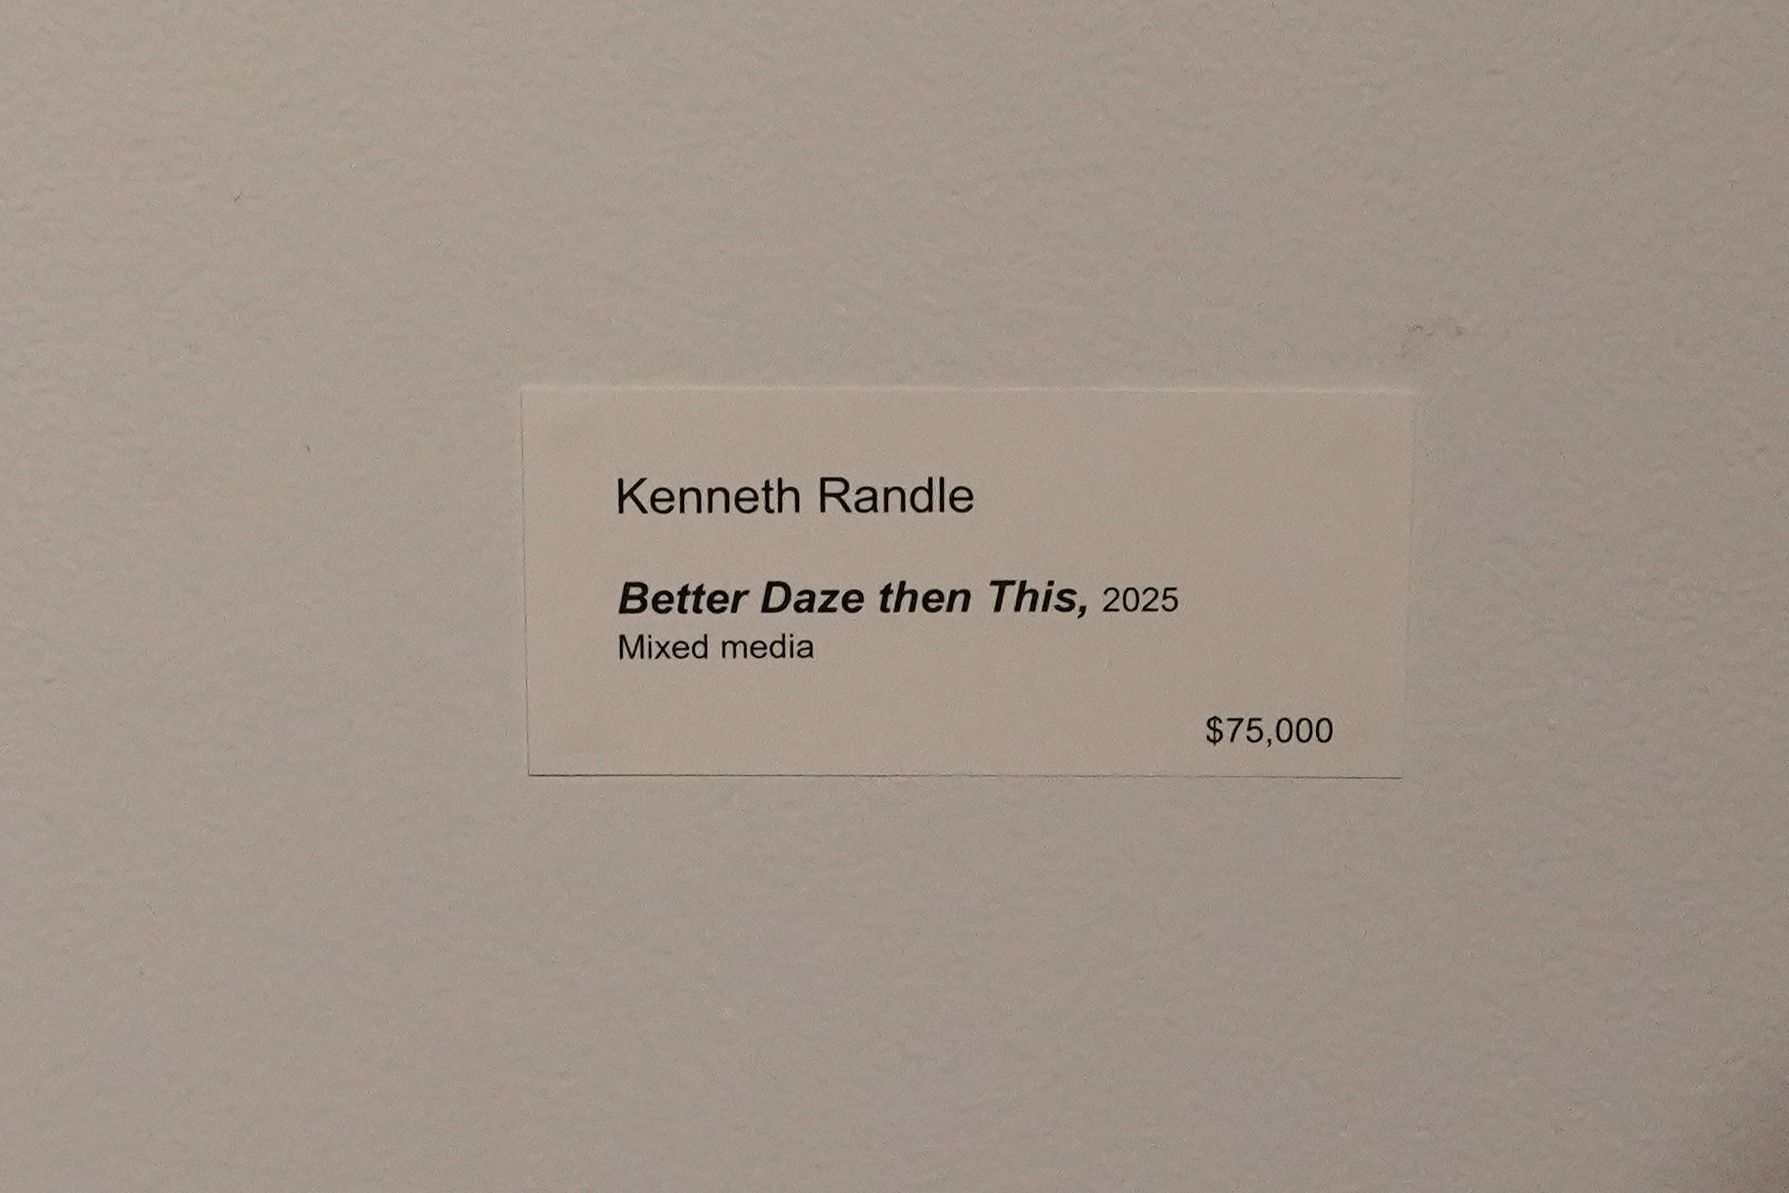 Kenneth Randle
Better Daze then This, 2025
Mixed media
$75,000